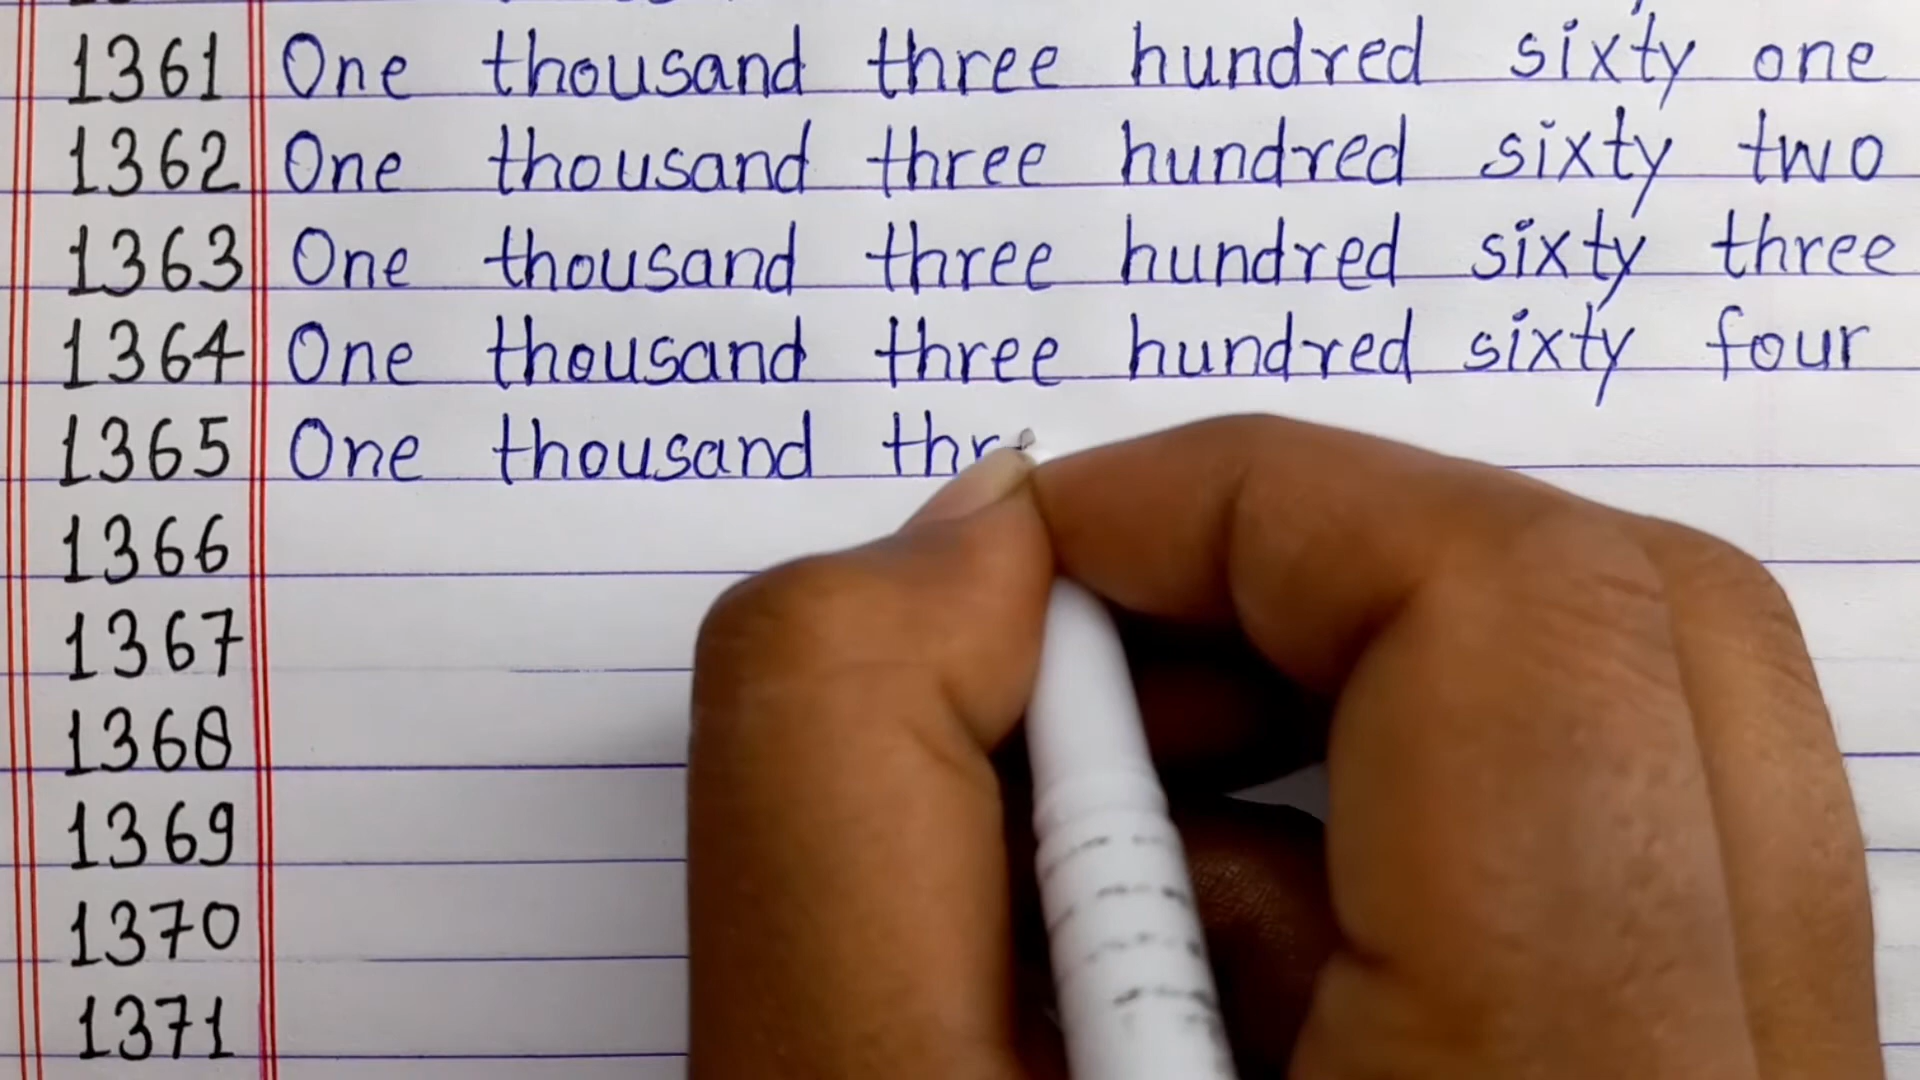 1361 One thousand three hundred sixty one
1362 One thousand three hundred sixty two
1363 One thousand three hundred sixty three
1364 One thousand three hundred sixty four
1365 One thousand
1366
1367
1368
1369
1370
1371